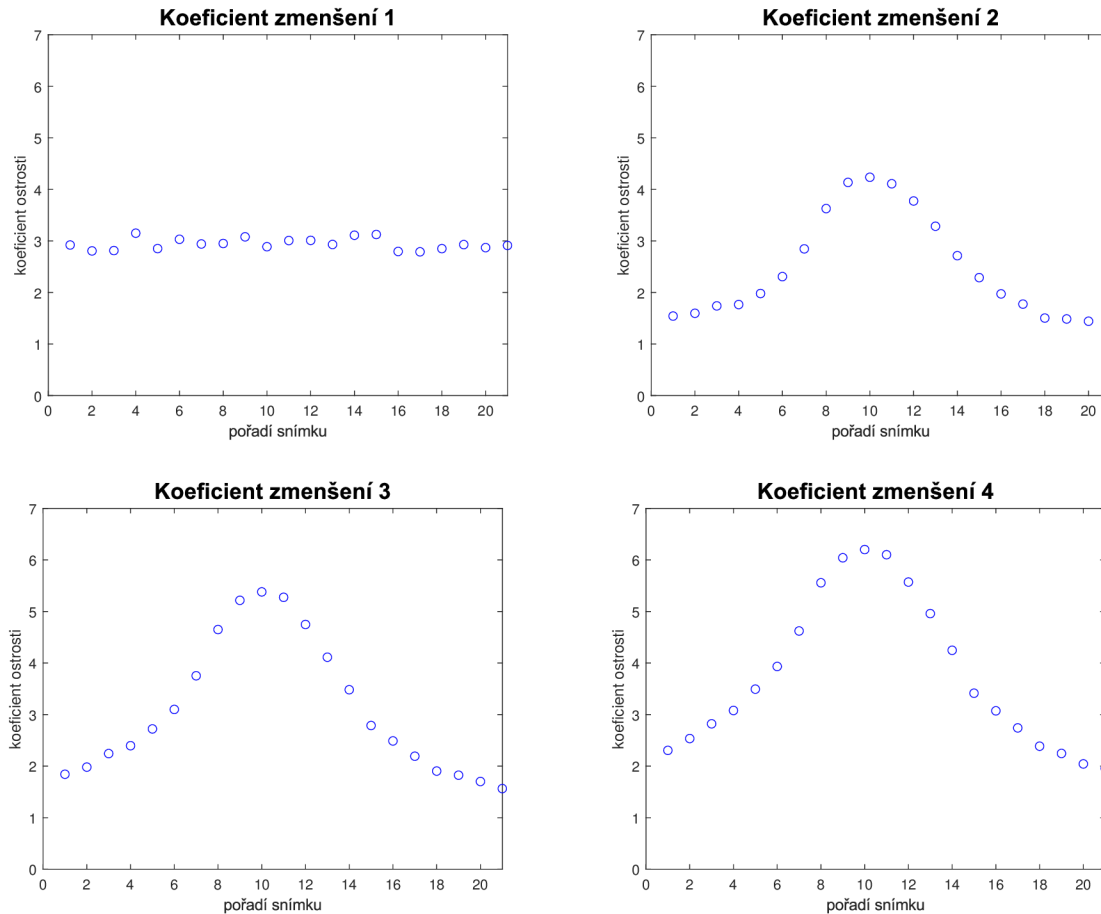 Koeficient zmenšení 1
7
6
5
4
3
2
1
0
koeficient ostrosti
0 2 4 6 8 10 12 14 16 18 20
pořadí snímku
Koeficient zmenšení 2
7
6
5
4
3
2
1
0
koeficient ostrosti
0 2 4 6 8 10 12 14 16 18 20
pořadí snímku
Koeficient zmenšení 3
7
6
5
4
3
2
1
0
koeficient ostrosti
0 2 4 6 8 10 12 14 16 18 20
pořadí snímku
Koeficient zmenšení 4
7
6
5
4
3
2
1
0
koeficient ostrosti
0 2 4 6 8 10 12 14 16 18 20
pořadí snímku